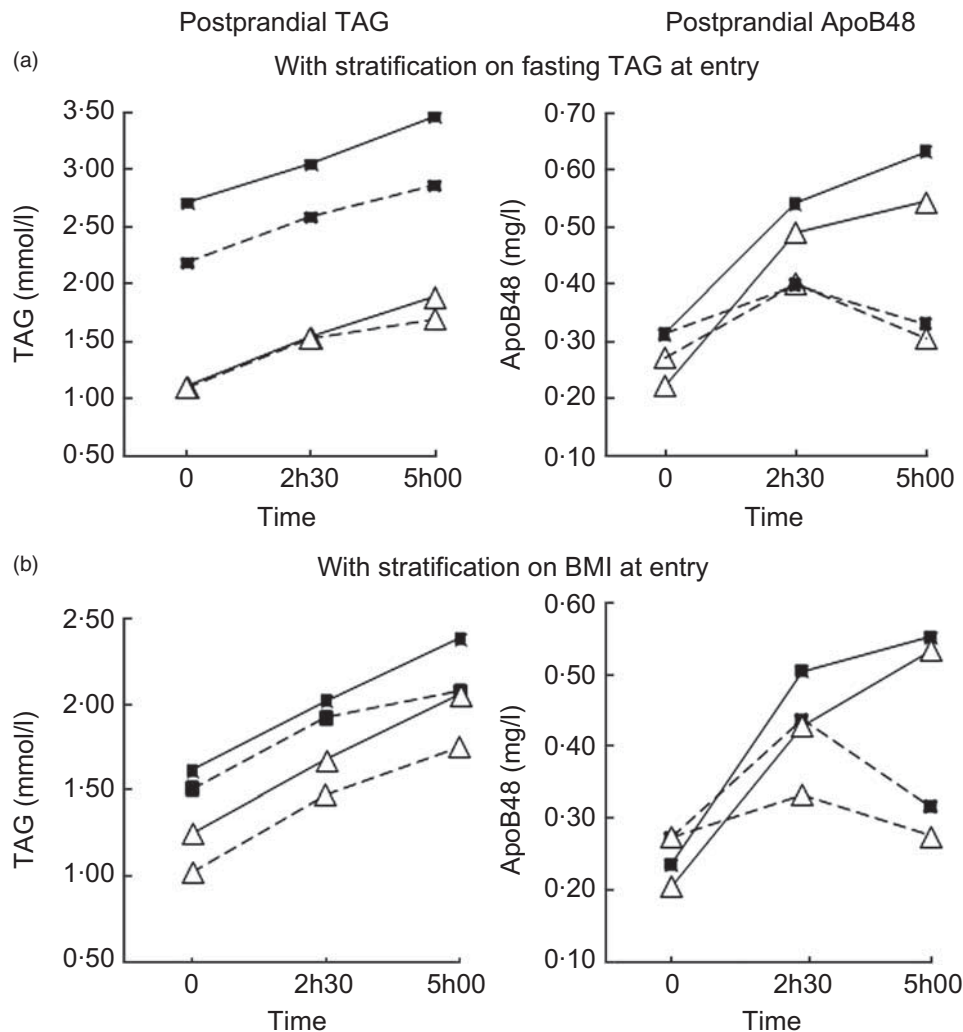 Postprandial TAG
Postprandial ApoB48
(a)
With stratification on fasting TAG at entry
TAG (mmol/l)
3·50
3·00
2·50
2·00
1·50
1·00
0·50
0 2h30 5h00
Time
ApoB48 (mg/l)
0·70
0·60
0·50
0·40
0·30
0·20
0·10
0 2h30 5h00
Time
(b)
With stratification on BMI at entry
TAG (mmol/l)
2·50
2·00
1·50
1·00
0·50
0 2h30 5h00
Time
ApoB48 (mg/l)
0·60
0·50
0·40
0·30
0·20
0·10
0 2h30 5h00
Time